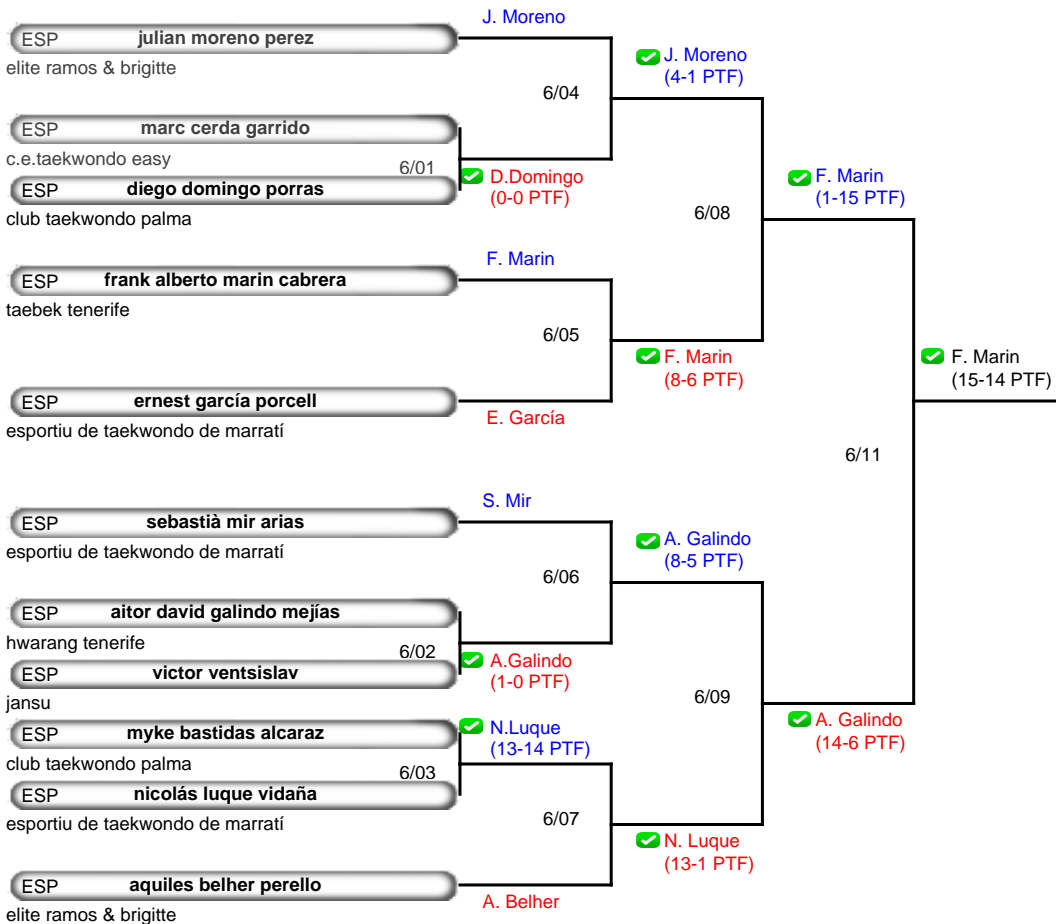 J. Moreno
ESP julian moreno perez
elite ramos & brigitte
J. Moreno
(4-1 PTF)
6/04
ESP marc cerda garrido
c.e.taekwondo easy
6/01
D.Domingo
(0-0 PTF)
ESP diego domingo porras
club taekwondo palma
F. Marin
(1-15 PTF)
6/08
F. Marin
ESP frank alberto marin cabrera
taebek tenerife
6/05
F. Marin
(8-6 PTF)
F. Marin
(15-14 PTF)
ESP ernest garcía porcell
esportiu de taekwondo de marratí
E. García
6/11
S. Mir
ESP sebastià mir arias
esportiu de taekwondo de marratí
A. Galindo
(8-5 PTF)
6/06
ESP aitor david galindo mejías
hwarang tenerife
6/02
A.Galindo
(1-0 PTF)
ESP victor ventsislav
jansu
6/09
A. Galindo
(14-6 PTF)
ESP myke bastidas alcaraz
club taekwondo palma
N.Luque
(13-14 PTF)
6/03
ESP nicolás luque vidaña
esportiu de taekwondo de marratí
6/07
N. Luque
(13-1 PTF)
ESP aquiles belher perello
elite ramos & brigitte
A. Belher